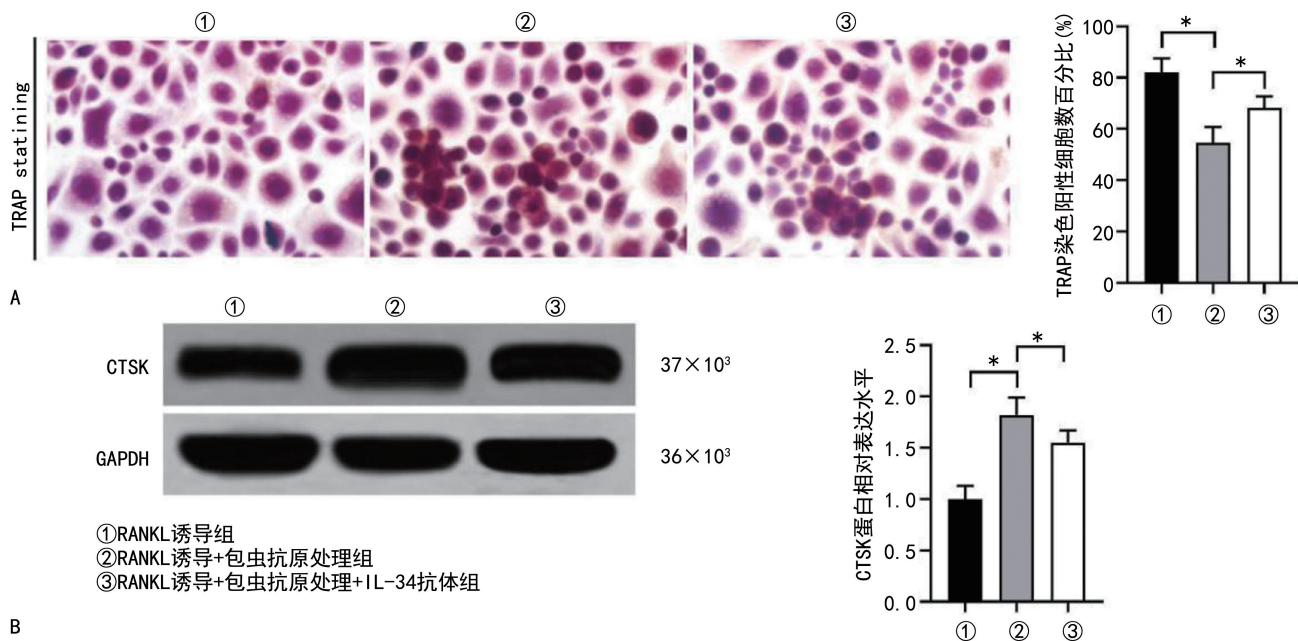 ① ② ③
TRAP statining
A
TRAP染色阳性细胞数百分比(%)
100
80
60
40
20
0
① ② ③
* *
① ② ③
CTSK 37×10³
GAPDH 36×10³
①RANKL诱导组
②RANKL诱导+包虫抗原处理组
③RANKL诱导+包虫抗原处理+IL-34抗体组
B
CTSK蛋白相对表达水平
2.5
2.0
1.5
1.0
0.5
0.0
① ② ③
* *